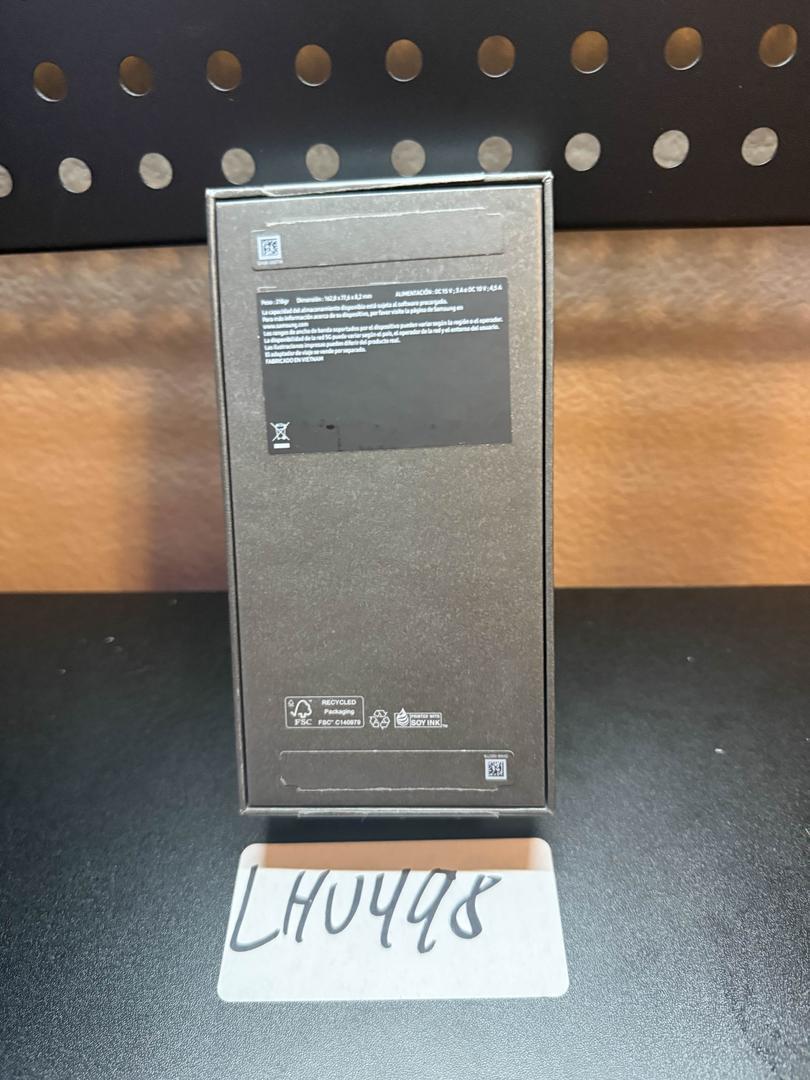 Peso : 218gr Dimensión : 162,8 x 77,6 x 8,2 mm ALIMENTACIÓN : DC 15 V ; 3 A o DC 10 V ; 4,5 A
La capacidad del almacenamiento disponible está sujeta al software precargado.
Para más información acerca de su dispositivo, por favor visite la página de Samsung en
www.samsung.com
Los rangos de ancho de banda soportados por el dispositivo pueden variar según la región o el operador.
La disponibilidad de la red 5G puede variar según el país, el operador de la red y el entorno del usuario.
Las ilustraciones impresas pueden diferir del producto real.
El adaptador de viaje se vende por separado.
FABRICADO EN VIETNAM
RECYCLED
Packaging
FSC
FSC® C140979
PRINTED WITH
SOY INK™
LHU498